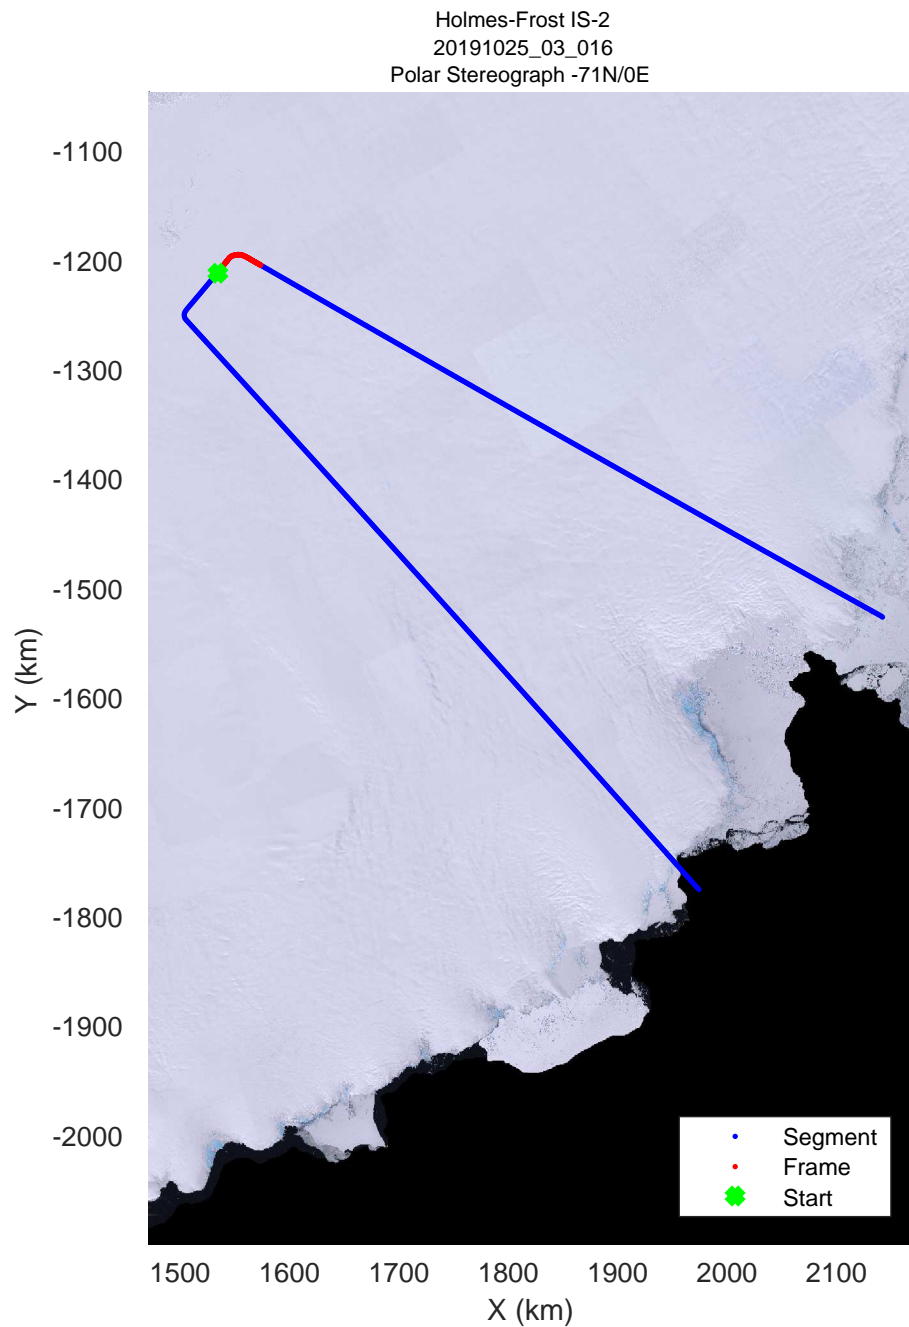 Holmes-Frost IS-2
20191025_03_016
Polar Stereograph -71N/0E
-1100
-1200
-1300
-1400
-1500
-1600
-1700
-1800
-1900
-2000
Y (km)
Segment
Frame
Start
1500 1600 1700 1800 1900 2000 2100
X (km)